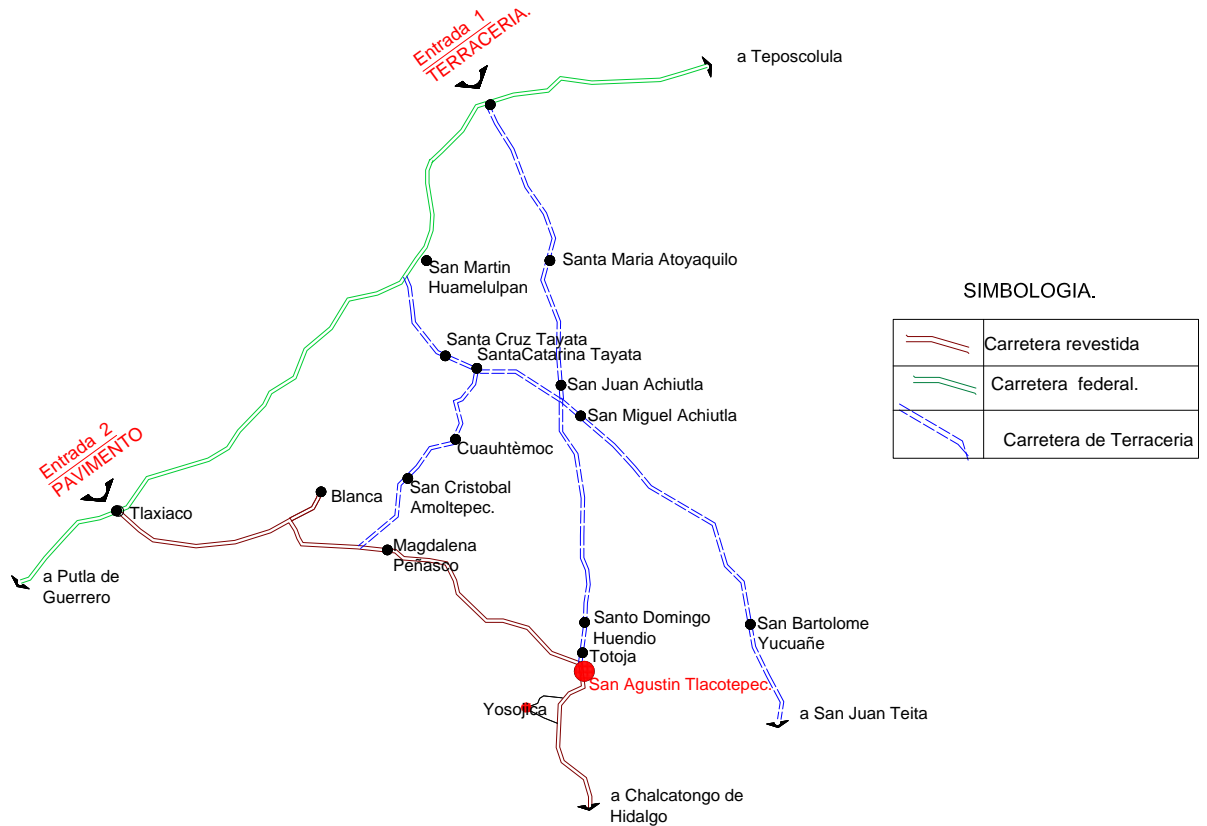 Entrada 1
TERRACERIA.
a Teposcolula
San Martin
Huamelulpan
Santa Maria Atoyaquilo
SIMBOLOGIA.
Carretera revestida
Carretera federal.
Carretera de Terraceria
Santa Cruz Tayata
SantaCatarina Tayata
San Juan Achiutla
San Miguel Achiutla
Cuauhtèmoc
Entrada 2
PAVIMENTO
San Cristobal
Amoltepec.
Blanca
Tlaxiaco
Magdalena
Peñasco
a Putla de
Guerrero
Santo Domingo
Huendio
Totoja
San Bartolome
Yucuañe
San Agustin Tlacotepec.
Yosojica
a San Juan Teita
a Chalcatongo de
Hidalgo